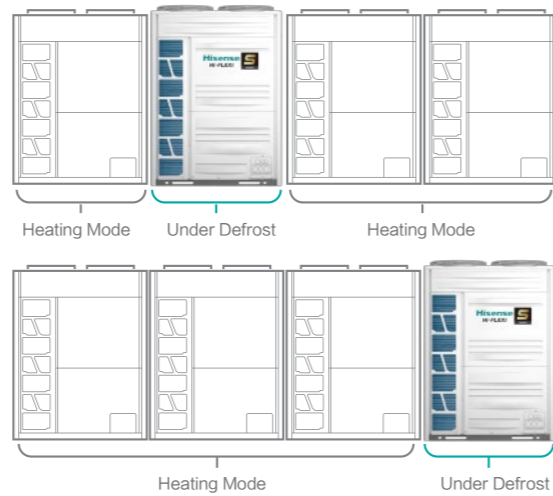 Hisense S
HI-FLEXI
Heating Mode Under Defrost Heating Mode
Hisense S
HI-FLEXI
Heating Mode Under Defrost